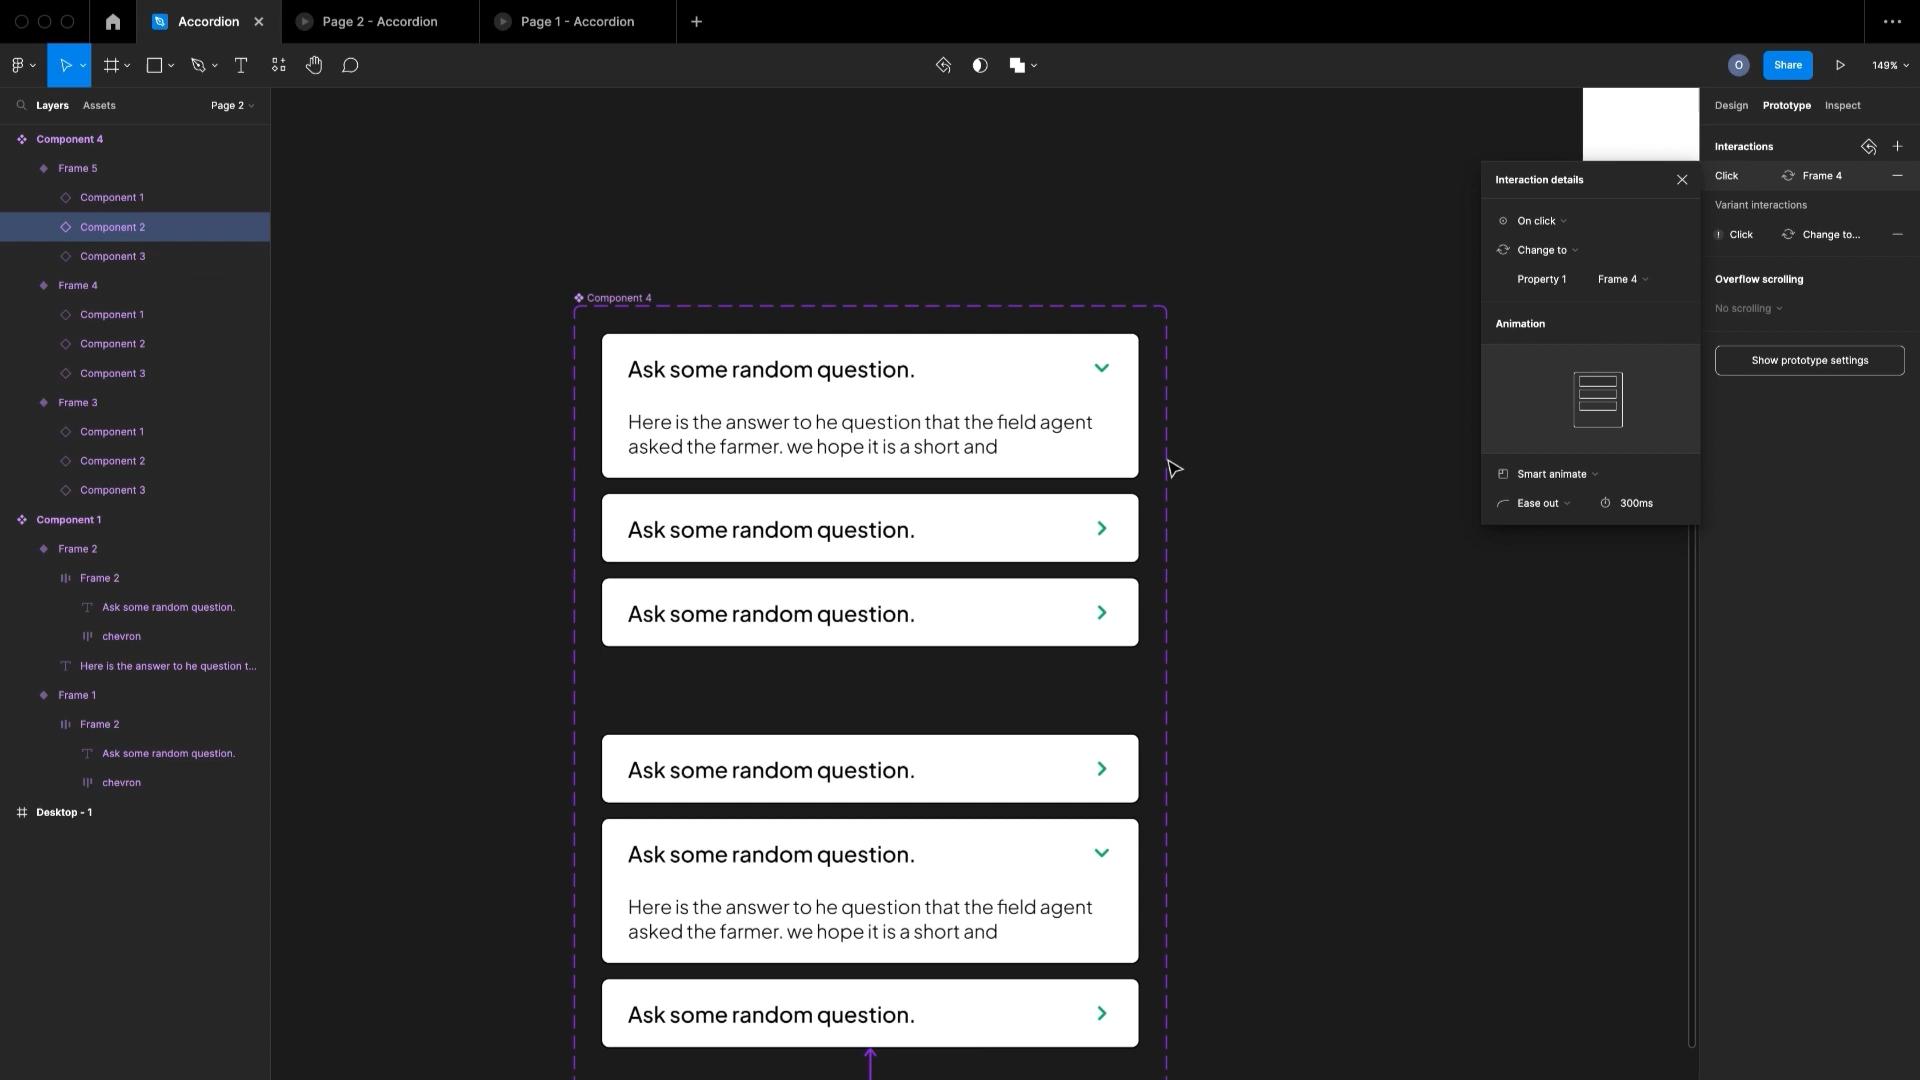 Accordion
Page 2 - Accordion
Page 1 - Accordion
O
Share
149%
Layers
Assets
Page 2
Component 4
Frame 5
Component 1
Component 2
Component 3
Frame 4
Component 1
Component 2
Component 3
Frame 3
Component 1
Component 2
Component 3
Component 1
Frame 2
Frame 2
Ask some random question.
chevron
Here is the answer to he question t...
Frame 1
Frame 2
Ask some random question.
chevron
Desktop - 1
Component 4
Ask some random question.
Here is the answer to he question that the field agent
asked the farmer. we hope it is a short and
Ask some random question.
Ask some random question.
Ask some random question.
Ask some random question.
Here is the answer to he question that the field agent
asked the farmer. we hope it is a short and
Ask some random question.
Interaction details
On click
Change to
Property 1 Frame 4
Animation
Smart animate
Ease out 300ms
Design Prototype Inspect
Interactions
Click Frame 4
Variant interactions
Click Change to...
Overflow scrolling
No scrolling
Show prototype settings